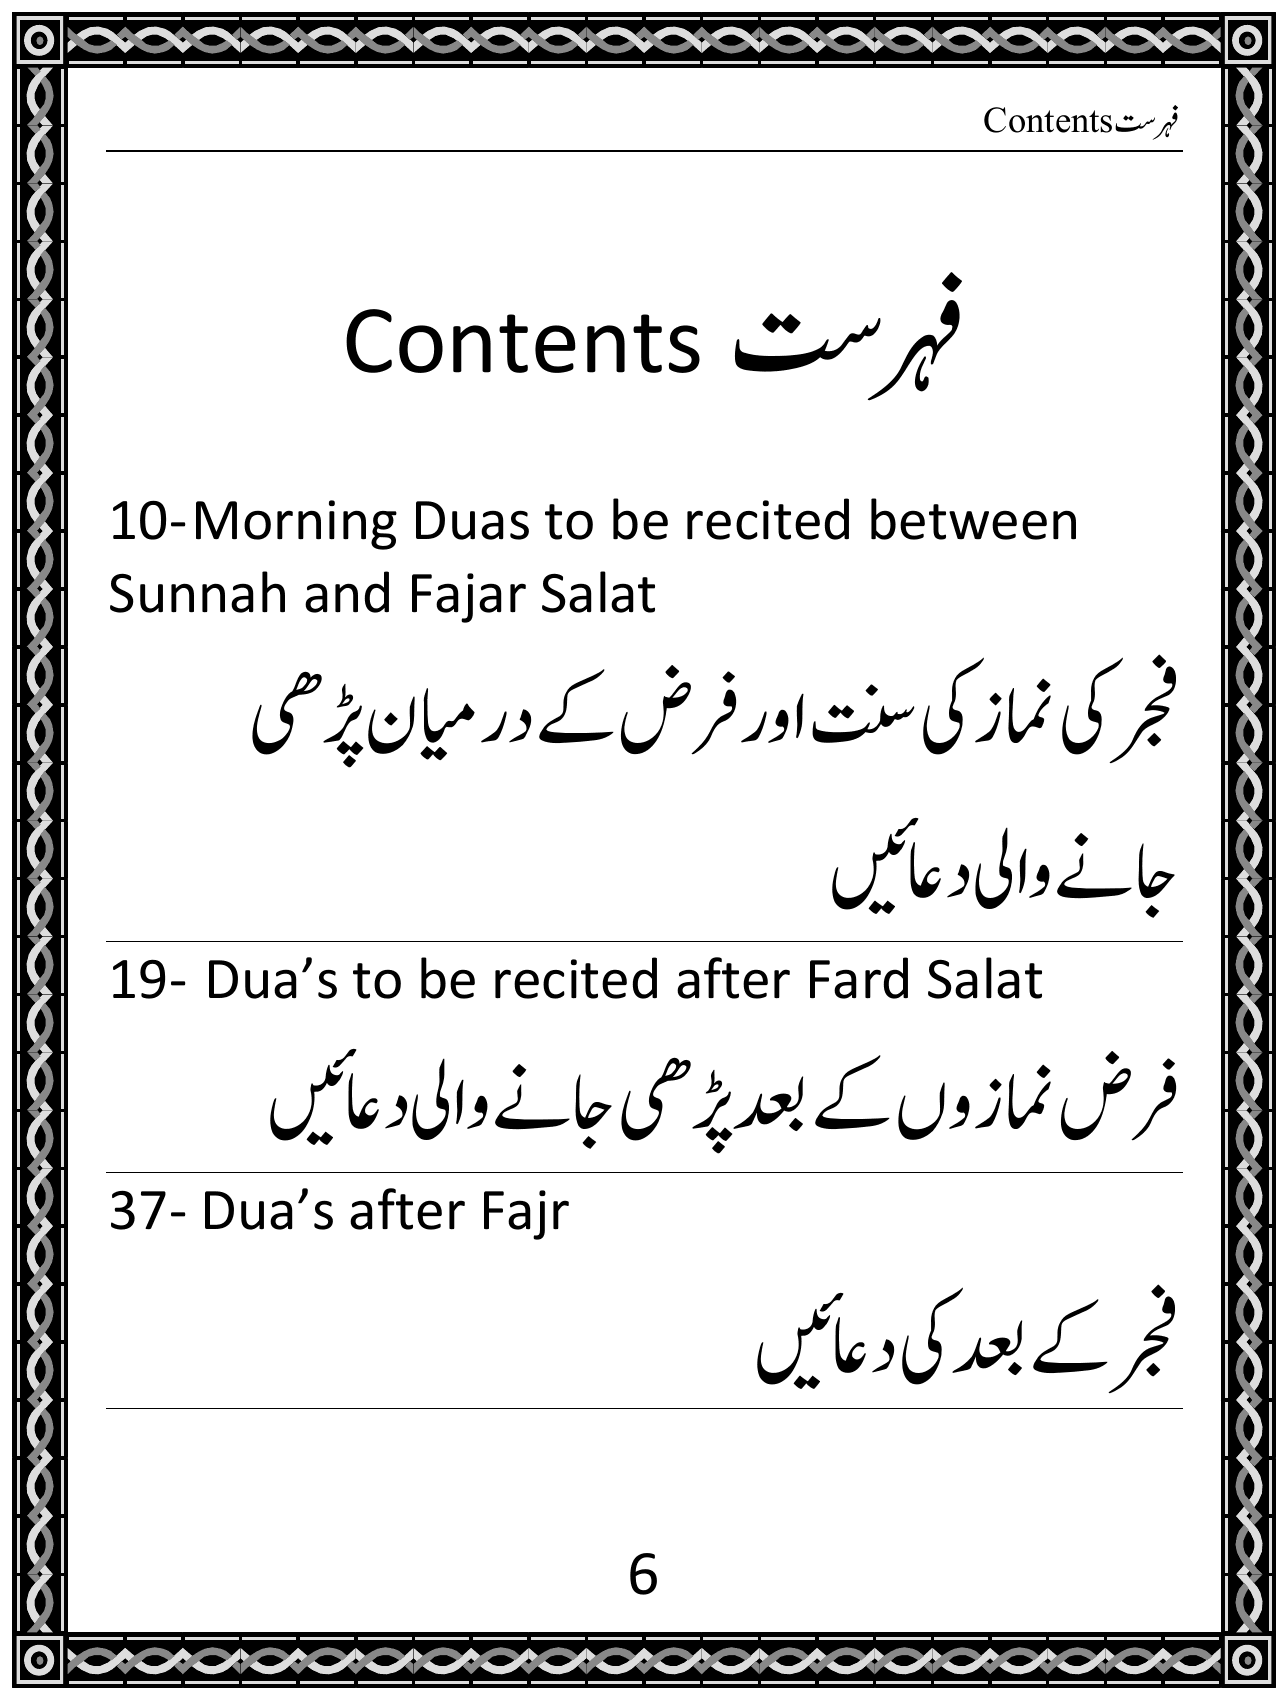 Contentsفہرست
Contents فہرست
10-Morning Duas to be recited between
Sunnah and Fajar Salat
فجر کی نماز کی سنت اور فرض کے درمیان پڑھی
جانے والی دعائیں
19- Dua’s to be recited after Fard Salat
فرض نمازوں کے بعد پڑھی جانے والی دعائیں
37- Dua’s after Fajr
فجر کے بعد کی دعائیں
6